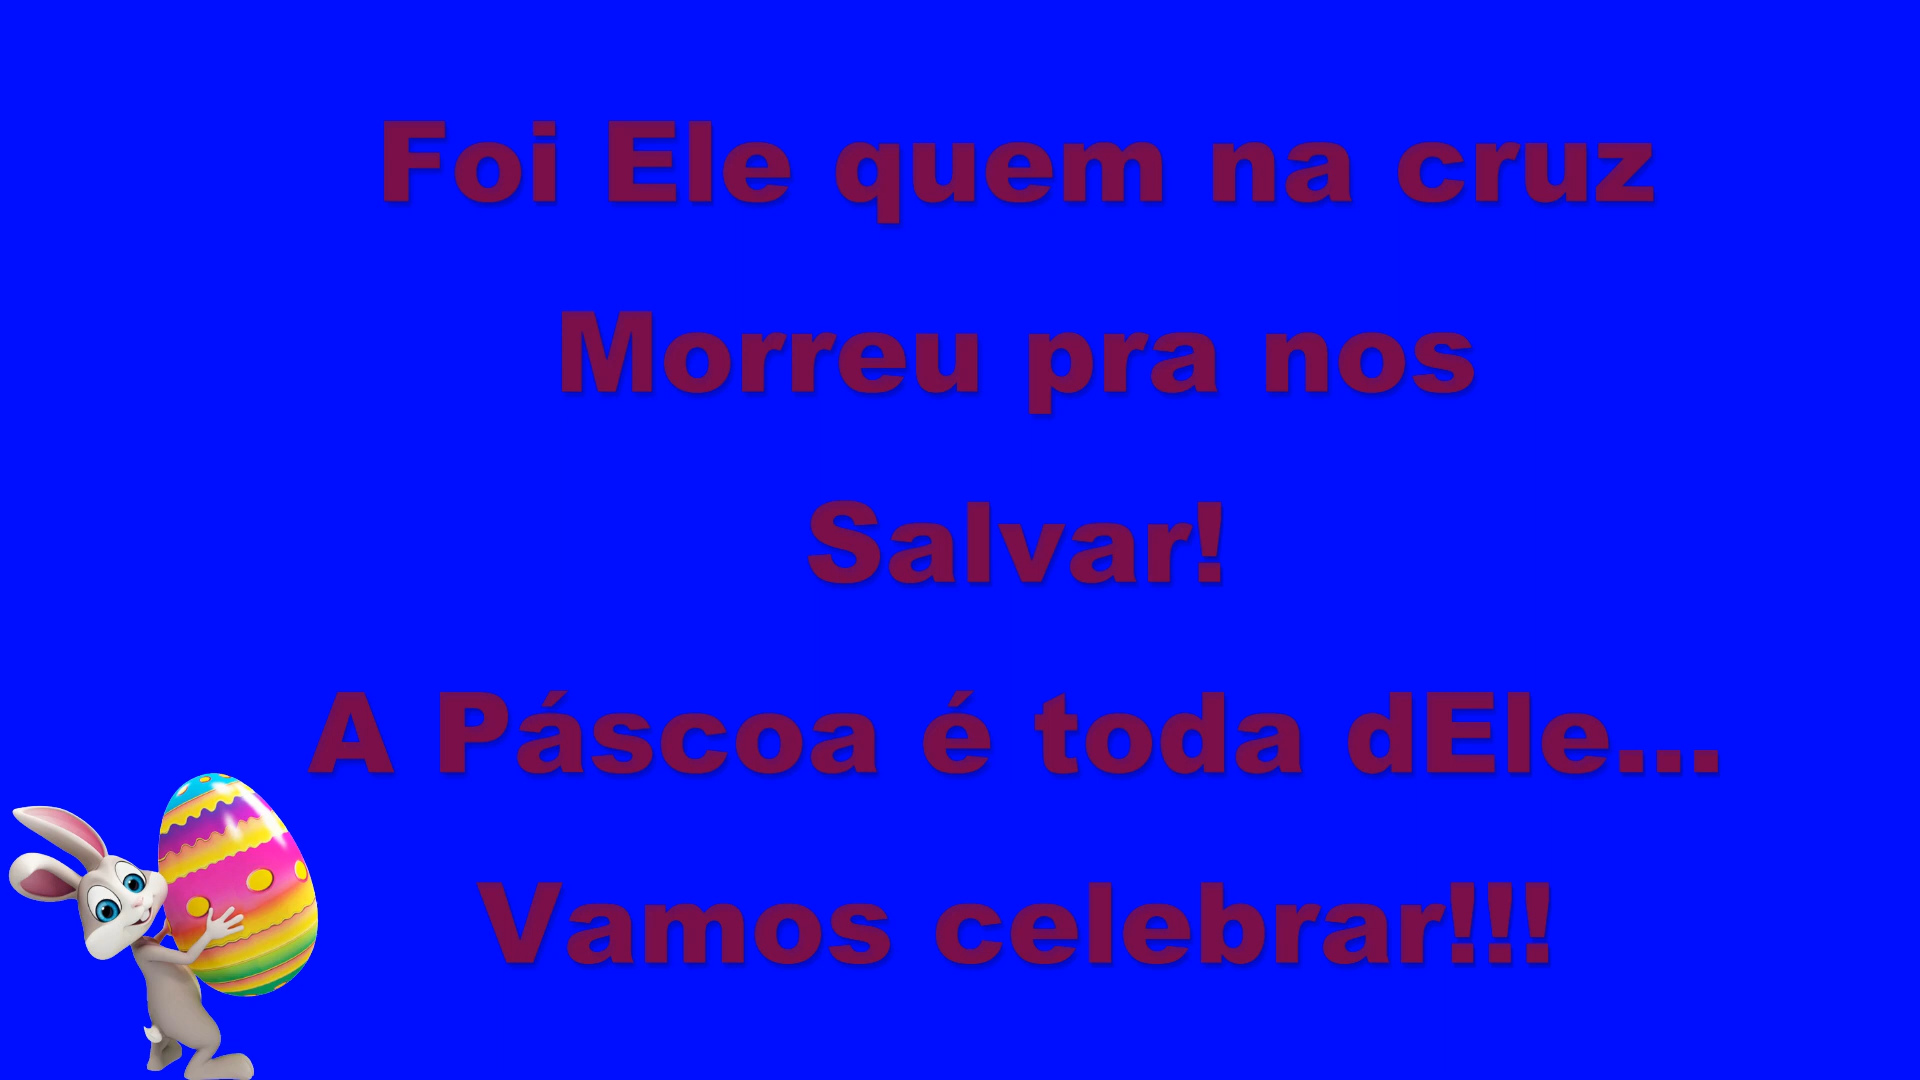 Foi Ele quem na cruz
Morreu pra nos
Salvar!
A Páscoa é toda dEle...
Vamos celebrar!!!